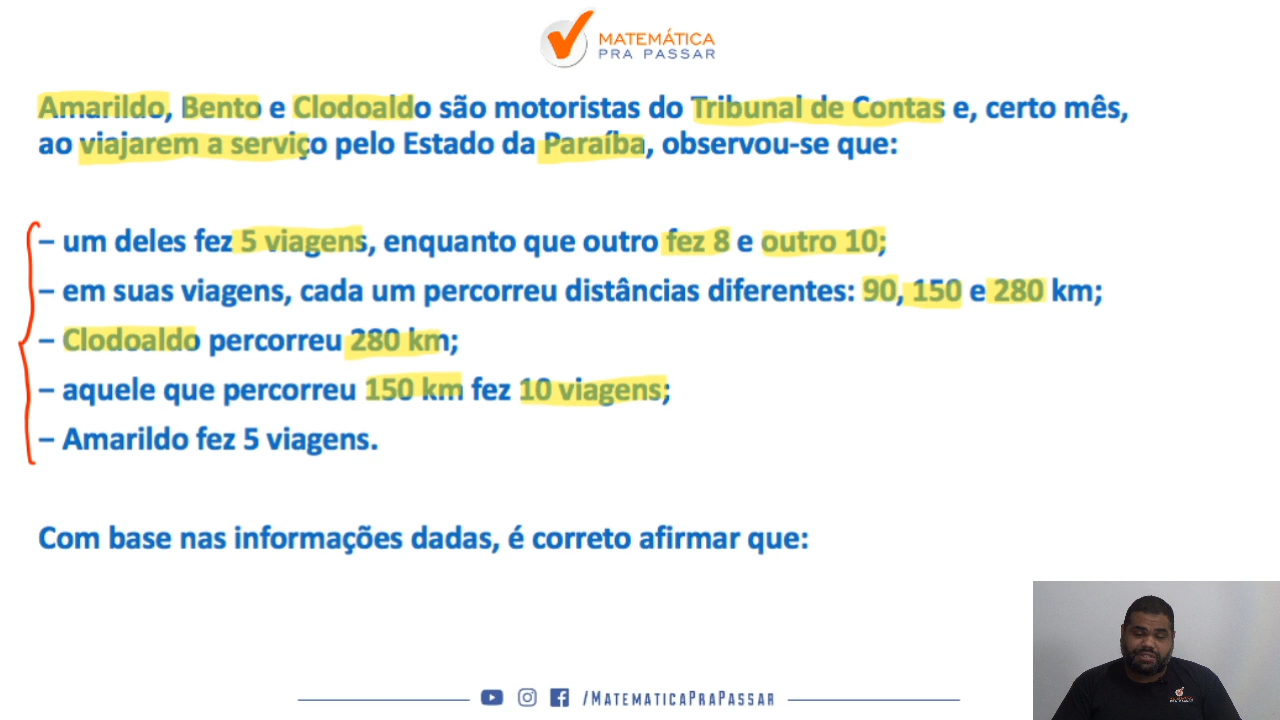 MATEMÁTICA
PRA PASSAR
Amarildo, Bento e Clodoaldo são motoristas do Tribunal de Contas e, certo mês,
ao viajarem a serviço pelo Estado da Paraíba, observou-se que:
– um deles fez 5 viagens, enquanto que outro fez 8 e outro 10;
– em suas viagens, cada um percorreu distâncias diferentes: 90, 150 e 280 km;
– Clodoaldo percorreu 280 km;
– aquele que percorreu 150 km fez 10 viagens;
– Amarildo fez 5 viagens.
Com base nas informações dadas, é correto afirmar que:
/MATEMATICAPRAPASSAR